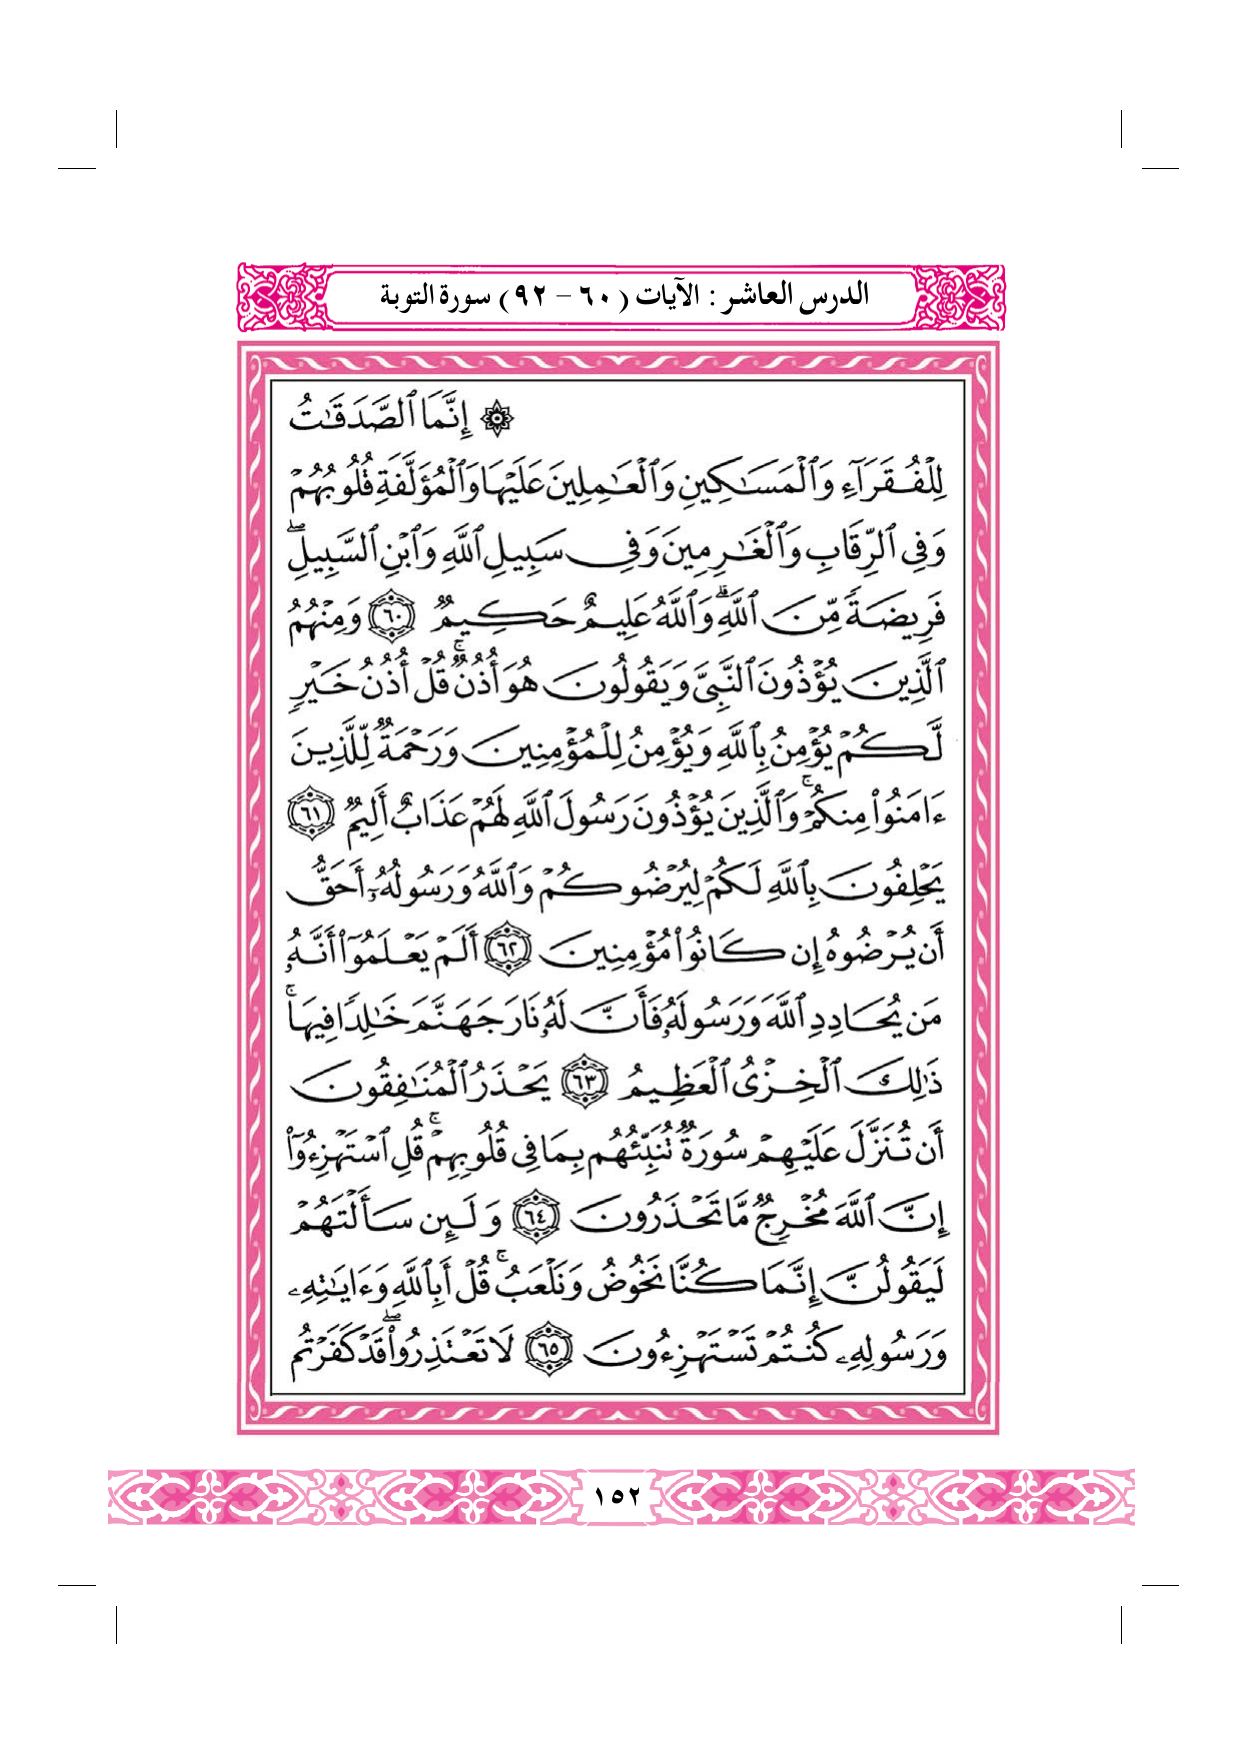 الدرس العاشر : الآيات (٦٠ - ٩٢) سورة التوبة
۞ إِنَّمَا ٱلصَّدَقَٰتُ
لِلْفُقَرَآءِ وَٱلْمَسَٰكِينِ وَٱلْعَٰمِلِينَ عَلَيْهَا وَٱلْمُؤَلَّفَةِ قُلُوبُهُمْ
وَفِى ٱلرِّقَابِ وَٱلْغَٰرِمِينَ وَفِى سَبِيلِ ٱللَّهِ وَٱبْنِ ٱلسَّبِيلِۖ
فَرِيضَةً مِّنَ ٱللَّهِۗ وَٱللَّهُ عَلِيمٌ حَكِيمٌ ٦٠ وَمِنْهُمُ
ٱلَّذِينَ يُؤْذُونَ ٱلنَّبِىَّ وَيَقُولُونَ هُوَ أُذُنٌۚ قُلْ أُذُنُ خَيْرٍ
لَّكُمْ يُؤْمِنُ بِٱللَّهِ وَيُؤْمِنُ لِلْمُؤْمِنِينَ وَرَحْمَةٌ لِّلَّذِينَ
ءَامَنُوا۟ مِنكُمْۚ وَٱلَّذِينَ يُؤْذُونَ رَسُولَ ٱللَّهِ لَهُمْ عَذَابٌ أَلِيمٌ ٦١
يَحْلِفُونَ بِٱللَّهِ لَكُمْ لِيُرْضُوكُمْ وَٱللَّهُ وَرَسُولُهُۥٓ أَحَقُّ
أَن يُرْضُوهُ إِن كَانُوا۟ مُؤْمِنِينَ ٦٢ أَلَمْ يَعْلَمُوٓا۟ أَنَّهُۥ
مَن يُحَادِدِ ٱللَّهَ وَرَسُولَهُۥ فَأَنَّ لَهُۥ نَارَ جَهَنَّمَ خَٰلِدًا فِيهَاۚ
ذَٰلِكَ ٱلْخِزْىُ ٱلْعَظِيمُ ٦٣ يَحْذَرُ ٱلْمُنَٰفِقُونَ
أَن تُنَزَّلَ عَلَيْهِمْ سُورَةٌ تُنَبِّئُهُم بِمَا فِى قُلُوبِهِمْۚ قُلِ ٱسْتَهْزِءُوٓا۟
إِنَّ ٱللَّهَ مُخْرِجٌ مَّا تَحْذَرُونَ ٦٤ وَلَئِن سَأَلْتَهُمْ
لَيَقُولُنَّ إِنَّمَا كُنَّا نَخُوضُ وَنَلْعَبُۚ قُلْ أَبِٱللَّهِ وَءَايَٰتِهِۦ
وَرَسُولِهِۦ كُنتُمْ تَسْتَهْزِءُونَ ٦٥ لَا تَعْتَذِرُوا۟ۖ قَدْ كَفَرْتُم
١٥٢